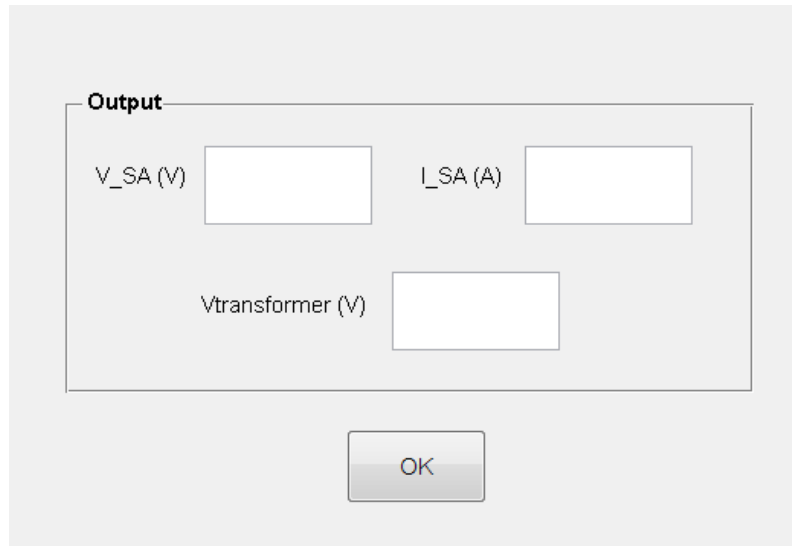 Output
V_SA (V)
I_SA (A)
Vtransformer (V)
OK